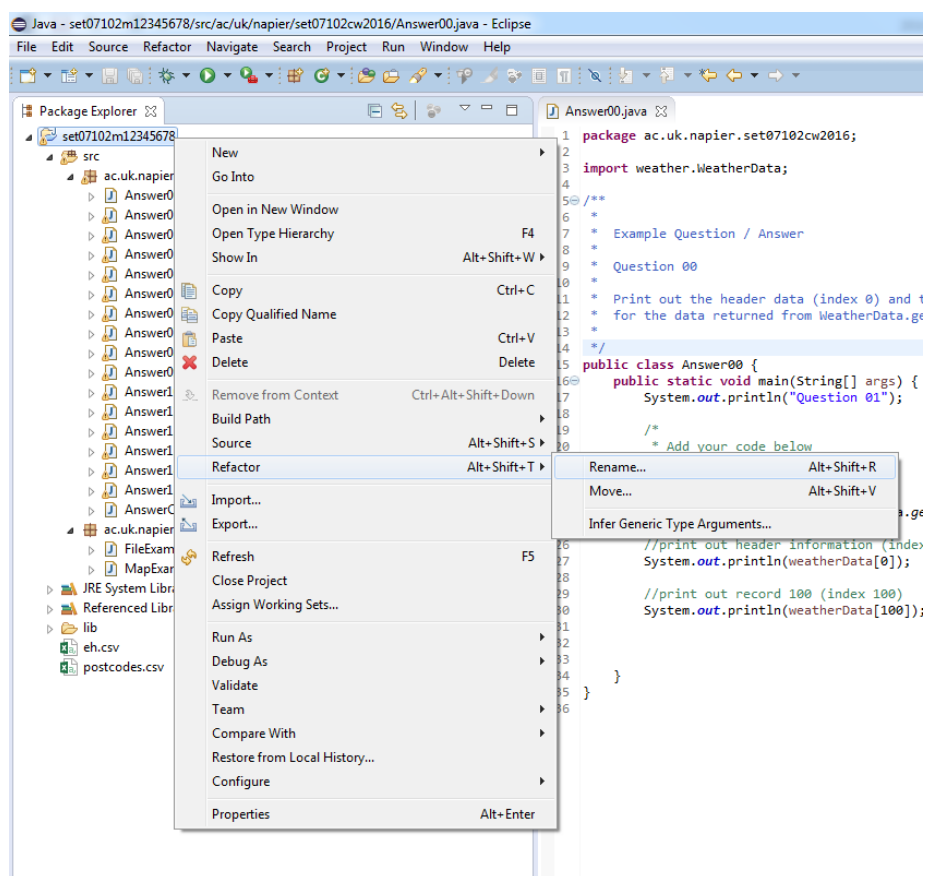 Java - set07102m12345678/src/ac/uk/napier/set07102cw2016/Answer00.java - Eclipse
File Edit Source Refactor Navigate Search Project Run Window Help
Package Explorer
set07102m12345678
src
ac.uk.napier
Answer0
Answer0
Answer0
Answer0
Answer0
Answer0
Answer0
Answer0
Answer0
Answer0
Answer1
Answer1
Answer1
Answer1
Answer1
Answer1
AnswerC
ac.uk.napier
FileExam
MapExar
JRE System Libra
Referenced Libr
lib
eh.csv
postcodes.csv
New
Go Into
Open in New Window
Open Type Hierarchy F4
Show In Alt+Shift+W
Copy Ctrl+C
Copy Qualified Name
Paste Ctrl+V
Delete Delete
Remove from Context Ctrl+Alt+Shift+Down
Build Path
Source Alt+Shift+S
Refactor Alt+Shift+T
Import...
Export...
Refresh F5
Close Project
Assign Working Sets...
Run As
Debug As
Validate
Team
Compare With
Restore from Local History...
Configure
Properties Alt+Enter
Rename... Alt+Shift+R
Move... Alt+Shift+V
Infer Generic Type Arguments...
Answer00.java
1 package ac.uk.napier.set07102cw2016;
2
3 import weather.WeatherData;
4
5 /**
6 *
7 * Example Question / Answer
8 *
9 * Question 00
10 *
11 * Print out the header data (index 0) and t
12 * for the data returned from WeatherData.ge
13 *
14 */
15 public class Answer00 {
16 public static void main(String[] args) {
17 System.out.println("Question 01");
18
19 /*
20 * Add your code below
a.ge
26 //print out header information (index
27 System.out.println(weatherData[0]);
28
29 //print out record 100 (index 100)
30 System.out.println(weatherData[100]);
31
32
33
34 }
35 }
36